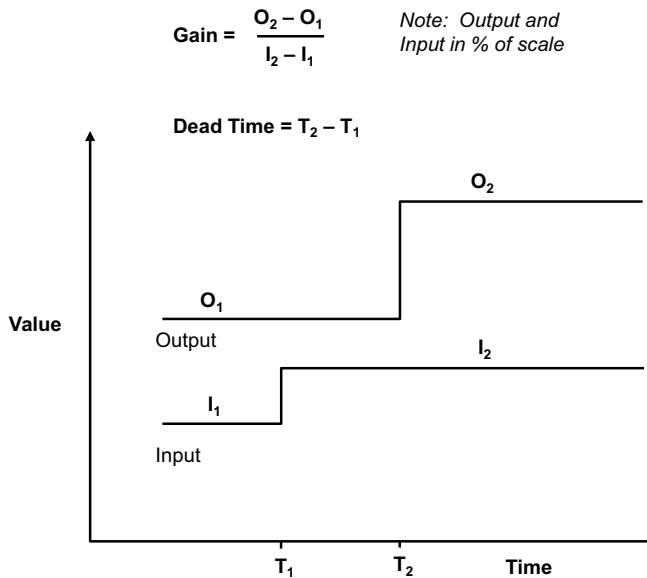 Gain = O₂ – O₁ / I₂ – I₁
Note: Output and
Input in % of scale
Dead Time = T₂ – T₁
O₂
O₁
Value
Output
I₂
I₁
Input
T₁
T₂
Time